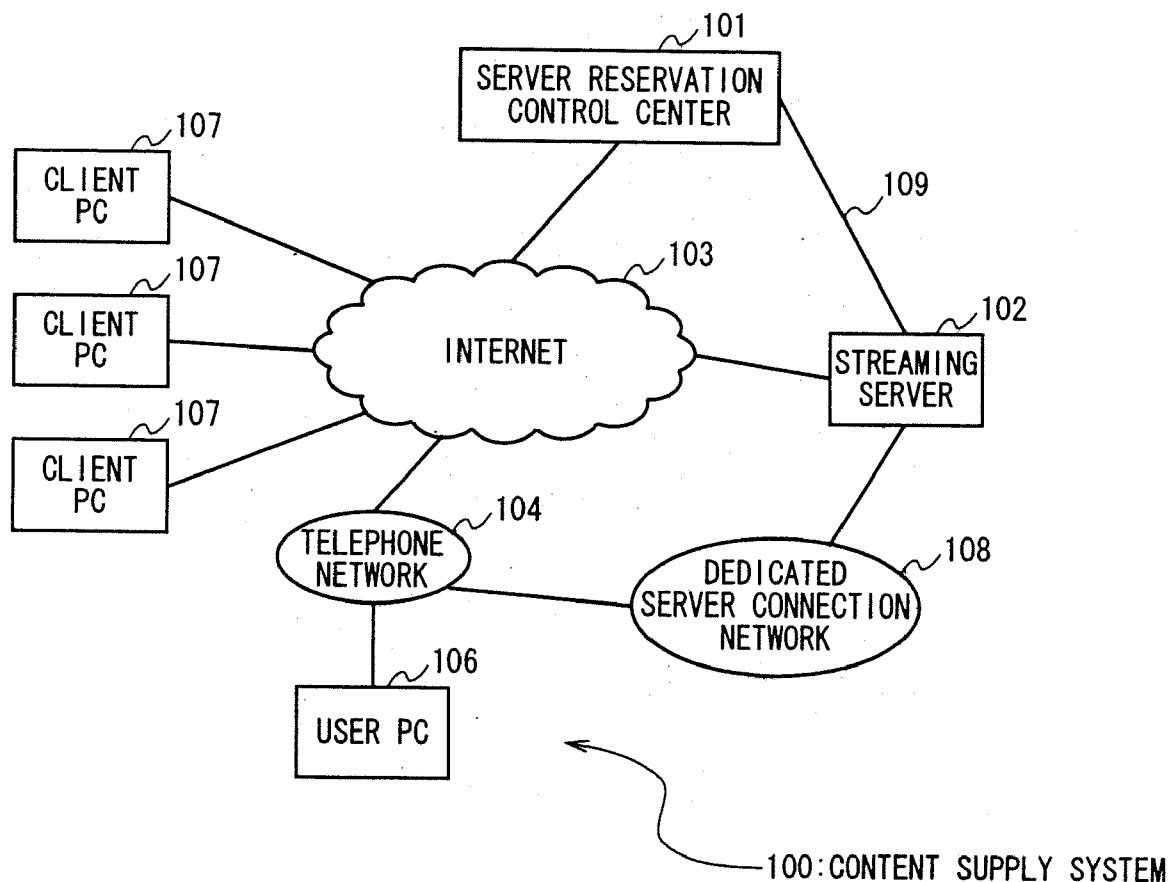 101
SERVER RESERVATION
CONTROL CENTER
107
CLIENT
PC
109
107
CLIENT
PC
103
INTERNET
102
STREAMING
SERVER
107
CLIENT
PC
104
TELEPHONE
NETWORK
108
DEDICATED
SERVER CONNECTION
NETWORK
106
USER PC
100:CONTENT SUPPLY SYSTEM